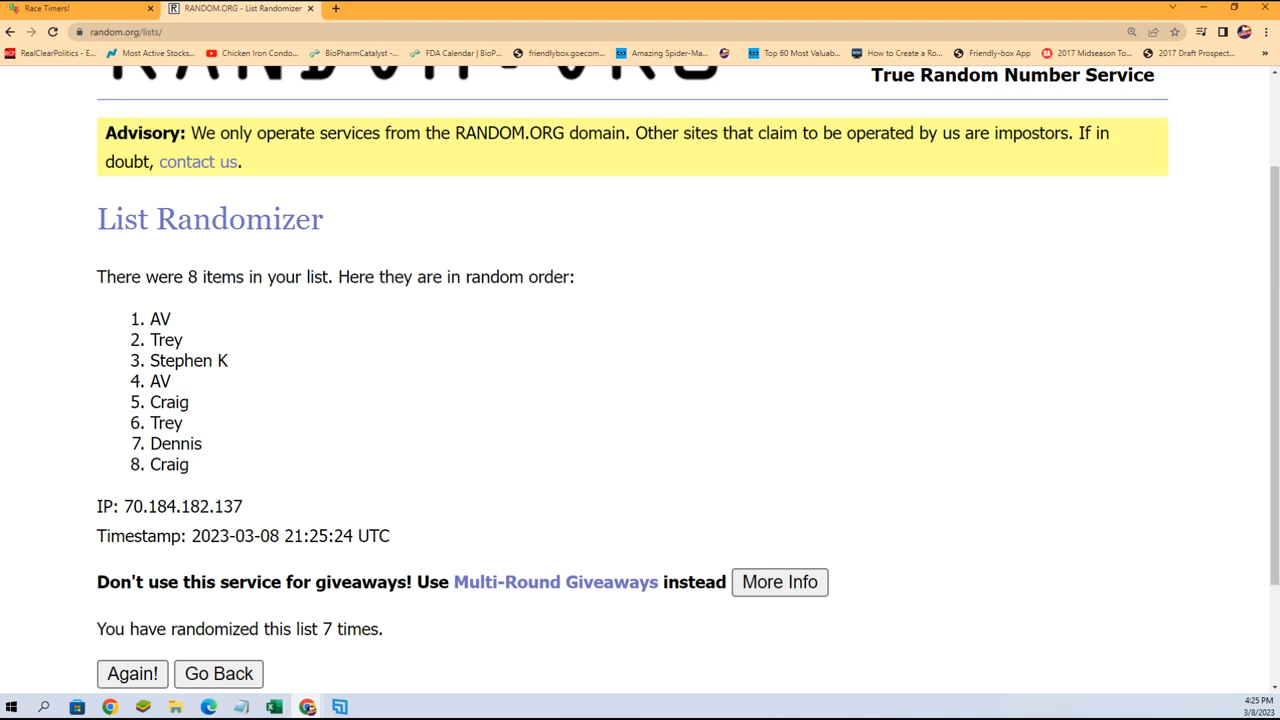 Race Timers!
RANDOM.ORG - List Randomizer
random.org/lists/
RealClearPolitics - E...
Most Active Stocks...
Chicken Iron Condo...
BioPharmCatalyst -...
FDA Calendar | BioP...
friendlybox.goecom...
Amazing Spider-Ma...
Top 60 Most Valuab...
How to Create a Ro...
Friendly-box App
2017 Midseason To...
2017 Draft Prospect...
»
RANDOM.ORG
True Random Number Service
Advisory: We only operate services from the RANDOM.ORG domain. Other sites that claim to be operated by us are impostors. If in
doubt, contact us.
List Randomizer
There were 8 items in your list. Here they are in random order:
1. AV
2. Trey
3. Stephen K
4. AV
5. Craig
6. Trey
7. Dennis
8. Craig
IP: 70.184.182.137
Timestamp: 2023-03-08 21:25:24 UTC
Don't use this service for giveaways! Use Multi-Round Giveaways instead More Info
You have randomized this list 7 times.
Again! Go Back
4:25 PM
3/8/2023